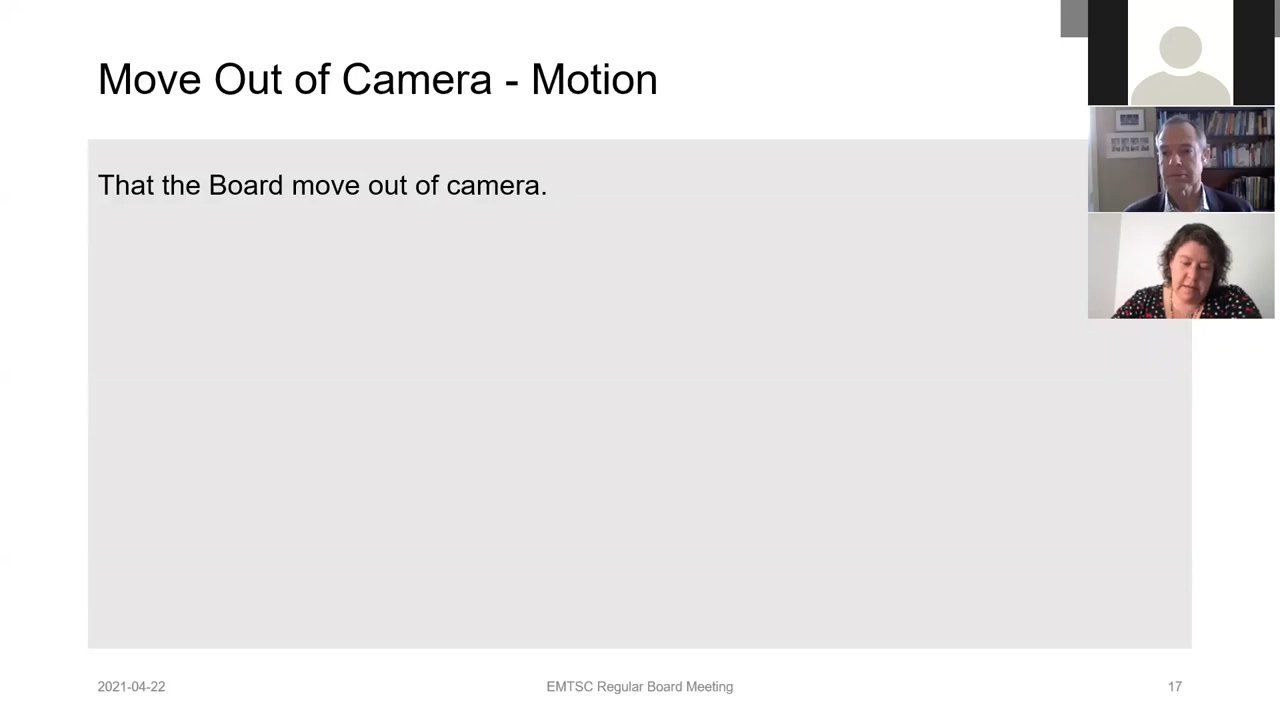 Move Out of Camera - Motion
That the Board move out of camera.
2021-04-22
EMTSC Regular Board Meeting
17